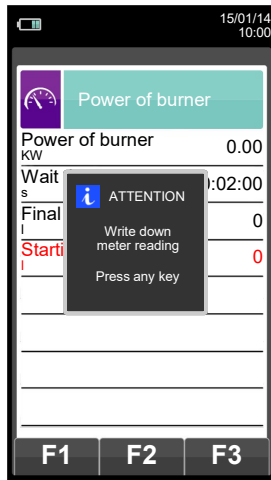 15/01/14
10:00
Power of burner
Power of burner 0.00
KW
Wait :02:00
s
Final 0
l
Starti 0
l
i ATTENTION
Write down
meter reading
Press any key
F1 F2 F3